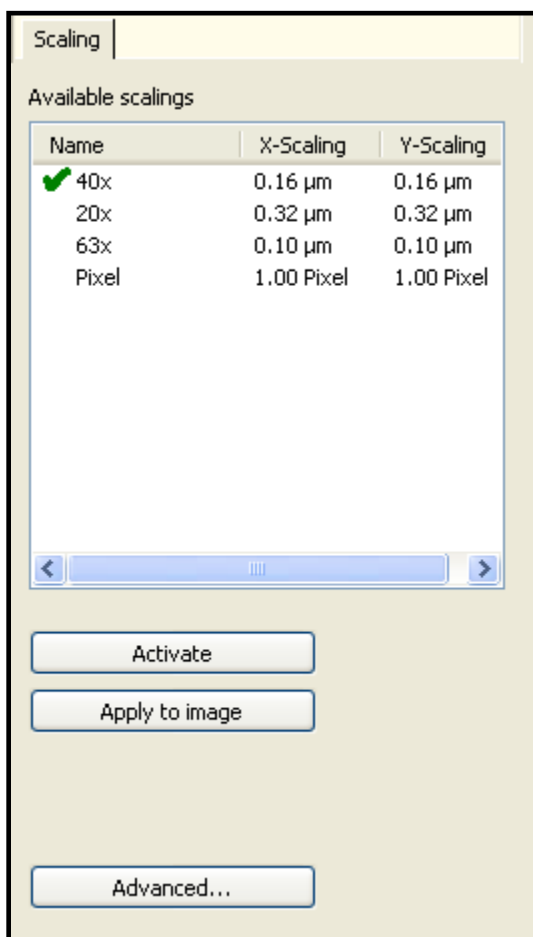 Scaling
Available scalings
Name X-Scaling Y-Scaling
40x 0.16 µm 0.16 µm
20x 0.32 µm 0.32 µm
63x 0.10 µm 0.10 µm
Pixel 1.00 Pixel 1.00 Pixel
Activate
Apply to image
Advanced...